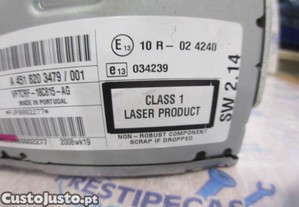 E13 10 R - 02 4240
e13 034239
A 451 820 3479 / 001
VPTCRF-18C815-AG
MADE IN PORTUGAL
CLASS 1
LASER PRODUCT
SW 2.14
2008wk19
NON-ROBUST COMPONENT
SCRAP IF DROPPED
PRESTIPECAS
CustoJusto.pt